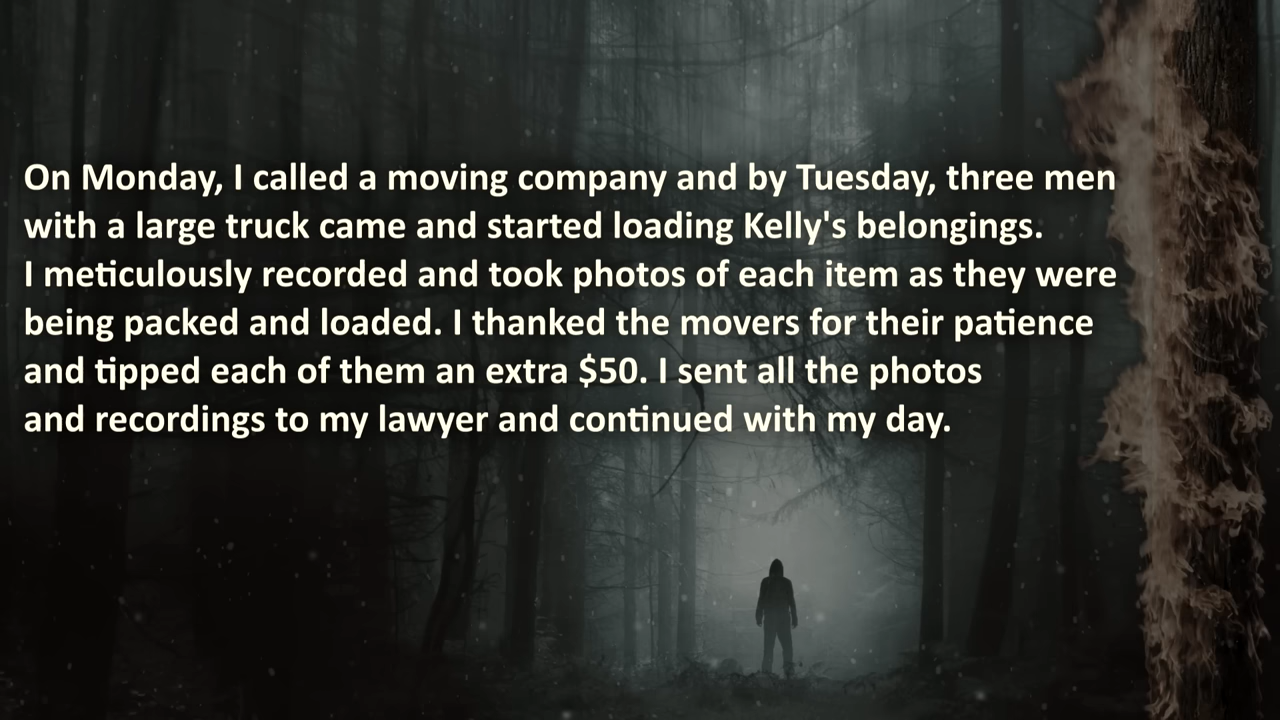 On Monday, I called a moving company and by Tuesday, three men
with a large truck came and started loading Kelly's belongings.
I meticulously recorded and took photos of each item as they were
being packed and loaded. I thanked the movers for their patience
and tipped each of them an extra $50. I sent all the photos
and recordings to my lawyer and continued with my day.